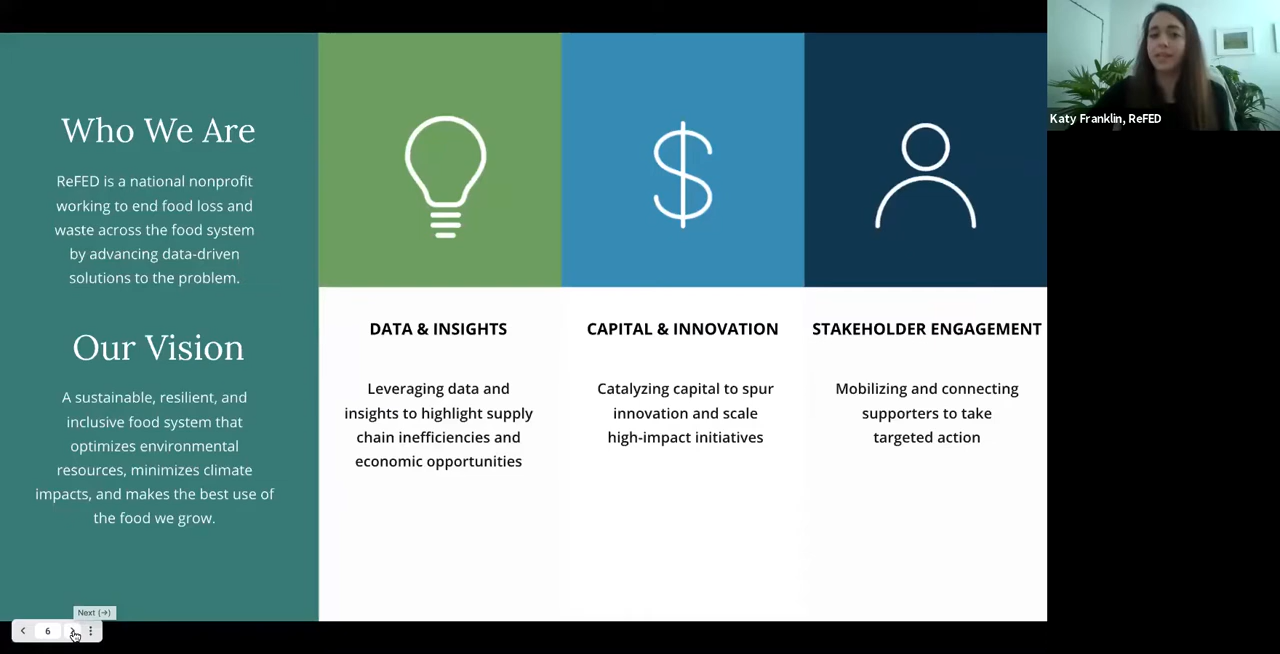 Who We Are
ReFED is a national nonprofit
working to end food loss and
waste across the food system
by advancing data-driven
solutions to the problem.
Our Vision
A sustainable, resilient, and
inclusive food system that
optimizes environmental
resources, minimizes climate
impacts, and makes the best use of
the food we grow.
DATA & INSIGHTS
Leveraging data and
insights to highlight supply
chain inefficiencies and
economic opportunities
CAPITAL & INNOVATION
Catalyzing capital to spur
innovation and scale
high-impact initiatives
STAKEHOLDER ENGAGEMENT
Mobilizing and connecting
supporters to take
targeted action
Katy Franklin, ReFED
Next (→)
6